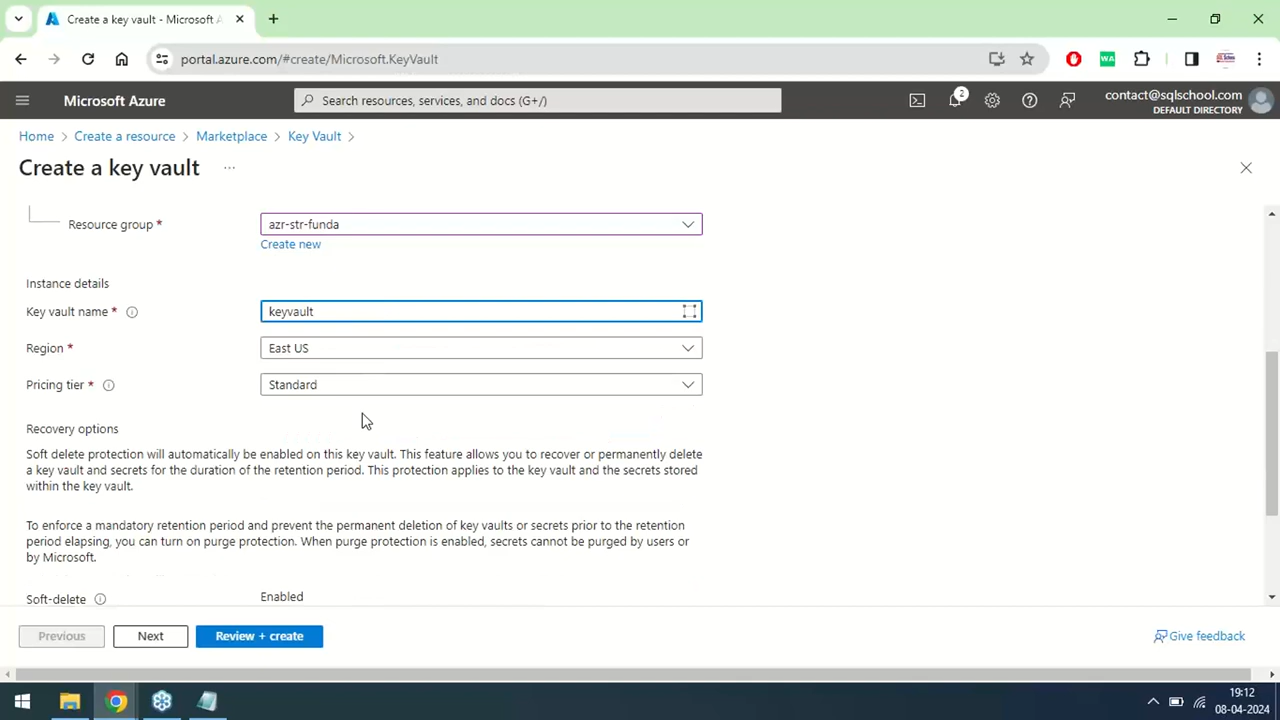 Create a key vault - Microsoft A
portal.azure.com/#create/Microsoft.KeyVault
WA
Microsoft Azure
Search resources, services, and docs (G+/)
2
contact@sqlschool.com
DEFAULT DIRECTORY
Home > Create a resource > Marketplace > Key Vault >
Create a key vault
Resource group *
azr-str-funda
Create new
Instance details
Key vault name *
keyvault
Region *
East US
Pricing tier *
Standard
Recovery options
Soft delete protection will automatically be enabled on this key vault. This feature allows you to recover or permanently delete
a key vault and secrets for the duration of the retention period. This protection applies to the key vault and the secrets stored
within the key vault.
To enforce a mandatory retention period and prevent the permanent deletion of key vaults or secrets prior to the retention
period elapsing, you can turn on purge protection. When purge protection is enabled, secrets cannot be purged by users or
by Microsoft.
Soft-delete
Enabled
Previous
Next
Review + create
Give feedback
19:12
08-04-2024